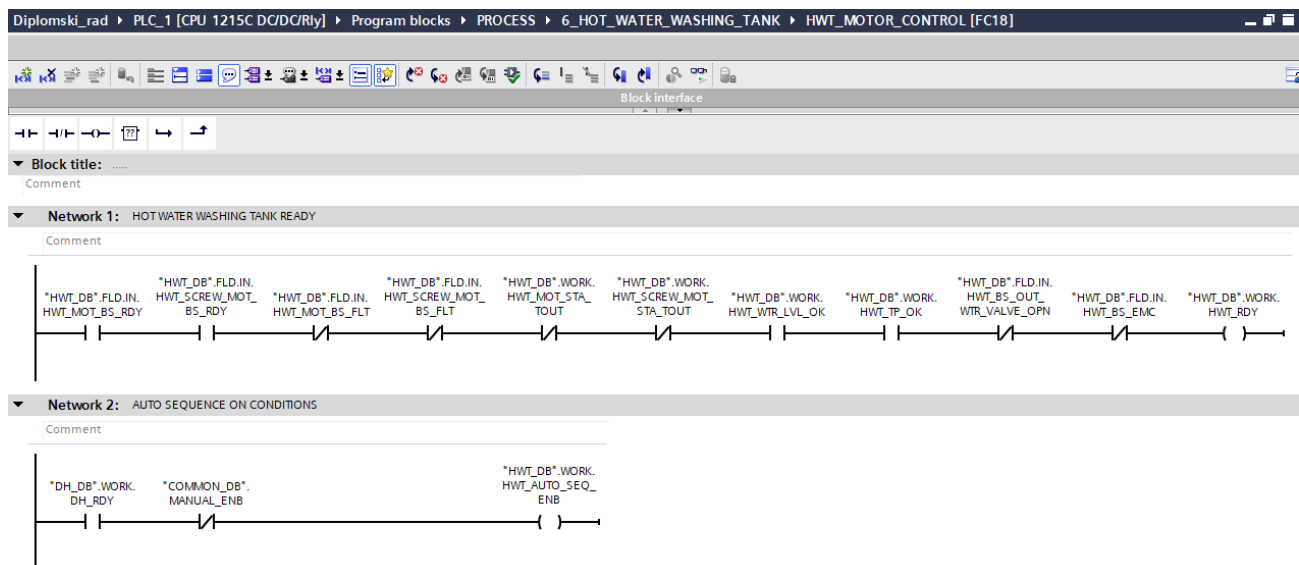 Diplomski_rad ▸ PLC_1 [CPU 1215C DC/DC/Rly] ▸ Program blocks ▸ PROCESS ▸ 6_HOT_WATER_WASHING_TANK ▸ HWT_MOTOR_CONTROL [FC18]
Block interface
??
Block title: .....
Comment
Network 1: HOT WATER WASHING TANK READY
Comment
"HWT_DB".FLD.IN.
HWT_MOT_BS_RDY
"HWT_DB".FLD.IN.
HWT_SCREW_MOT_
BS_RDY
"HWT_DB".FLD.IN.
HWT_MOT_BS_FLT
"HWT_DB".FLD.IN.
HWT_SCREW_MOT_
BS_FLT
"HWT_DB".WORK.
HWT_MOT_STA_
TOUT
"HWT_DB".WORK.
HWT_SCREW_MOT_
STA_TOUT
"HWT_DB".WORK.
HWT_WTR_LVL_OK
"HWT_DB".WORK.
HWT_TP_OK
"HWT_DB".FLD.IN.
HWT_BS_OUT_
WTR_VALVE_OPN
"HWT_DB".FLD.IN.
HWT_BS_EMC
"HWT_DB".WORK.
HWT_RDY
Network 2: AUTO SEQUENCE ON CONDITIONS
Comment
"DH_DB".WORK.
DH_RDY
"COMMON_DB".
MANUAL_ENB
"HWT_DB".WORK.
HWT_AUTO_SEQ_
ENB